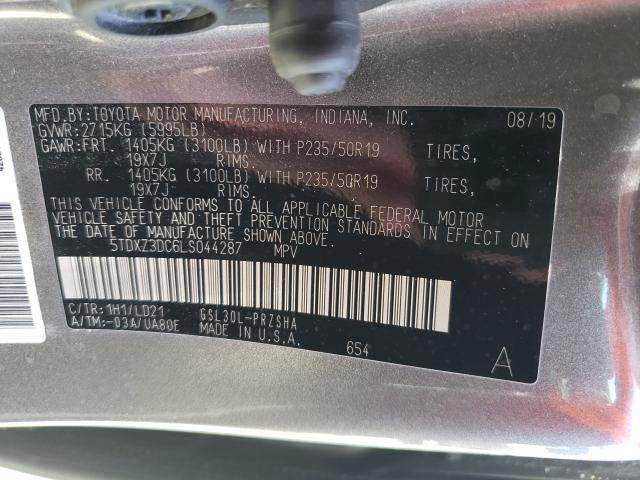 MFD.BY:TOYOTA MOTOR MANUFACTURING, INDIANA, INC. 08/19
GVWR:2715KG (5995LB)
GAWR:FRT. 1405KG (3100LB) WITH P235/50R19 TIRES,
19X7J RIMS.
RR. 1405KG (3100LB) WITH P235/50R19 TIRES,
19X7J RIMS.
THIS VEHICLE CONFORMS TO ALL APPLICABLE FEDERAL MOTOR
VEHICLE SAFETY AND THEFT PREVENTION STANDARDS IN EFFECT ON
THE DATE OF MANUFACTURE SHOWN ABOVE.
5TDXZ3DC6LS044287 MPV
C/TR:1H1/LD21 GSL30L-PRZSHA
A/TM:-03A/UA80E MADE IN U.S.A.
654 A